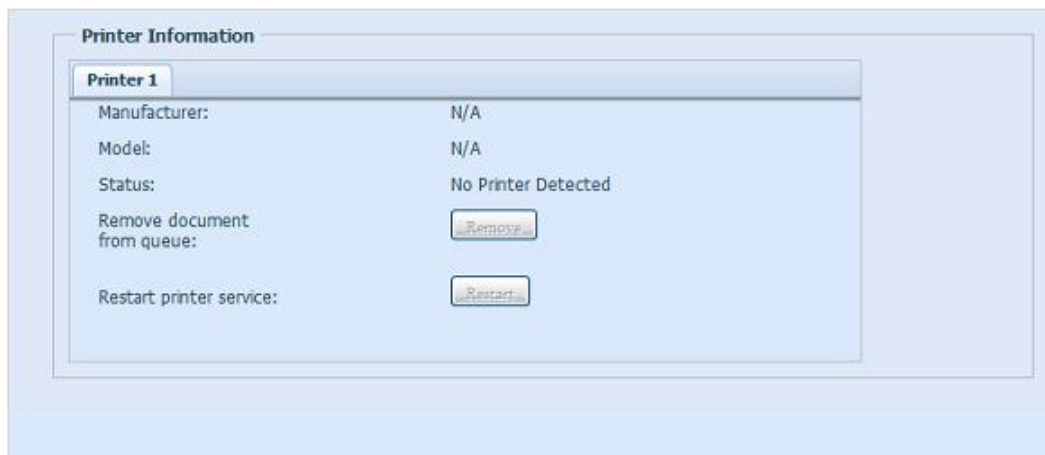 Printer Information
Printer 1
Manufacturer: N/A
Model: N/A
Status: No Printer Detected
Remove document
from queue: Remove
Restart printer service: Restart